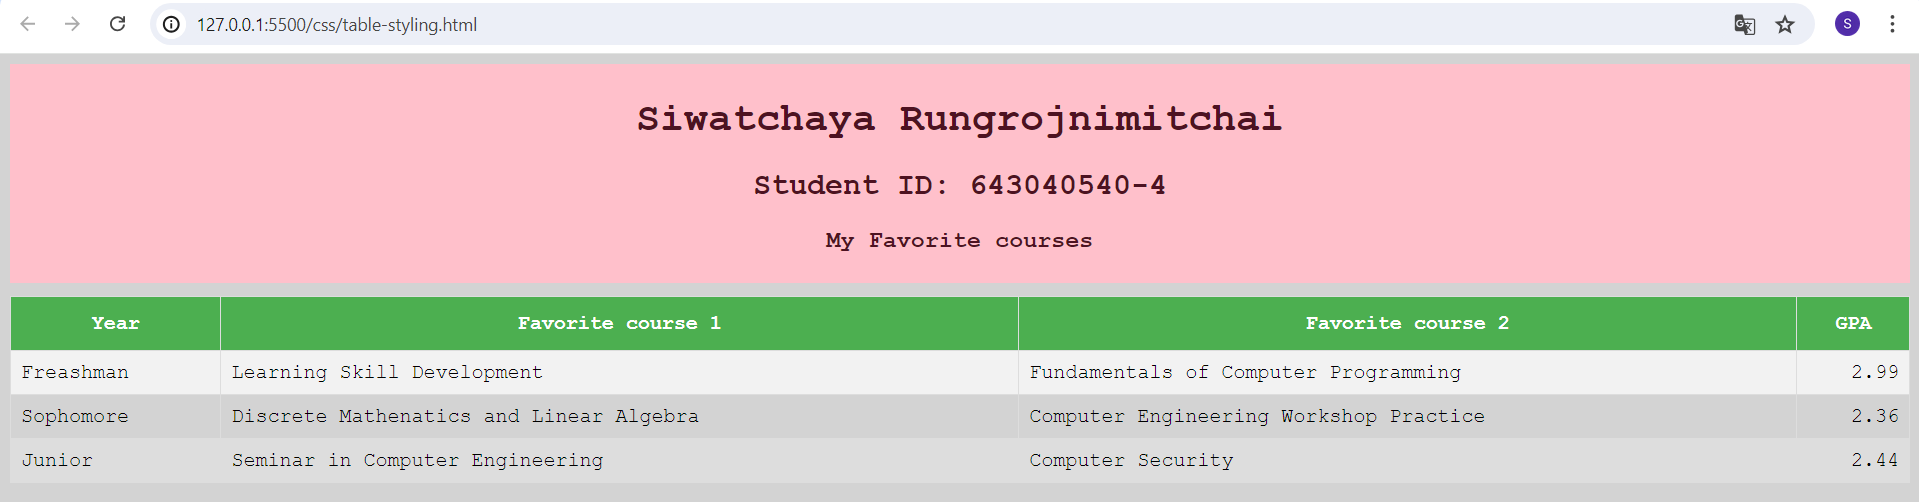 127.0.0.1:5500/css/table-styling.html
S
Siwatchaya Rungrojnimitchai
Student ID: 643040540-4
My Favorite courses
Year Favorite course 1 Favorite course 2 GPA
Freashman Learning Skill Development Fundamentals of Computer Programming 2.99
Sophomore Discrete Mathenatics and Linear Algebra Computer Engineering Workshop Practice 2.36
Junior Seminar in Computer Engineering Computer Security 2.44